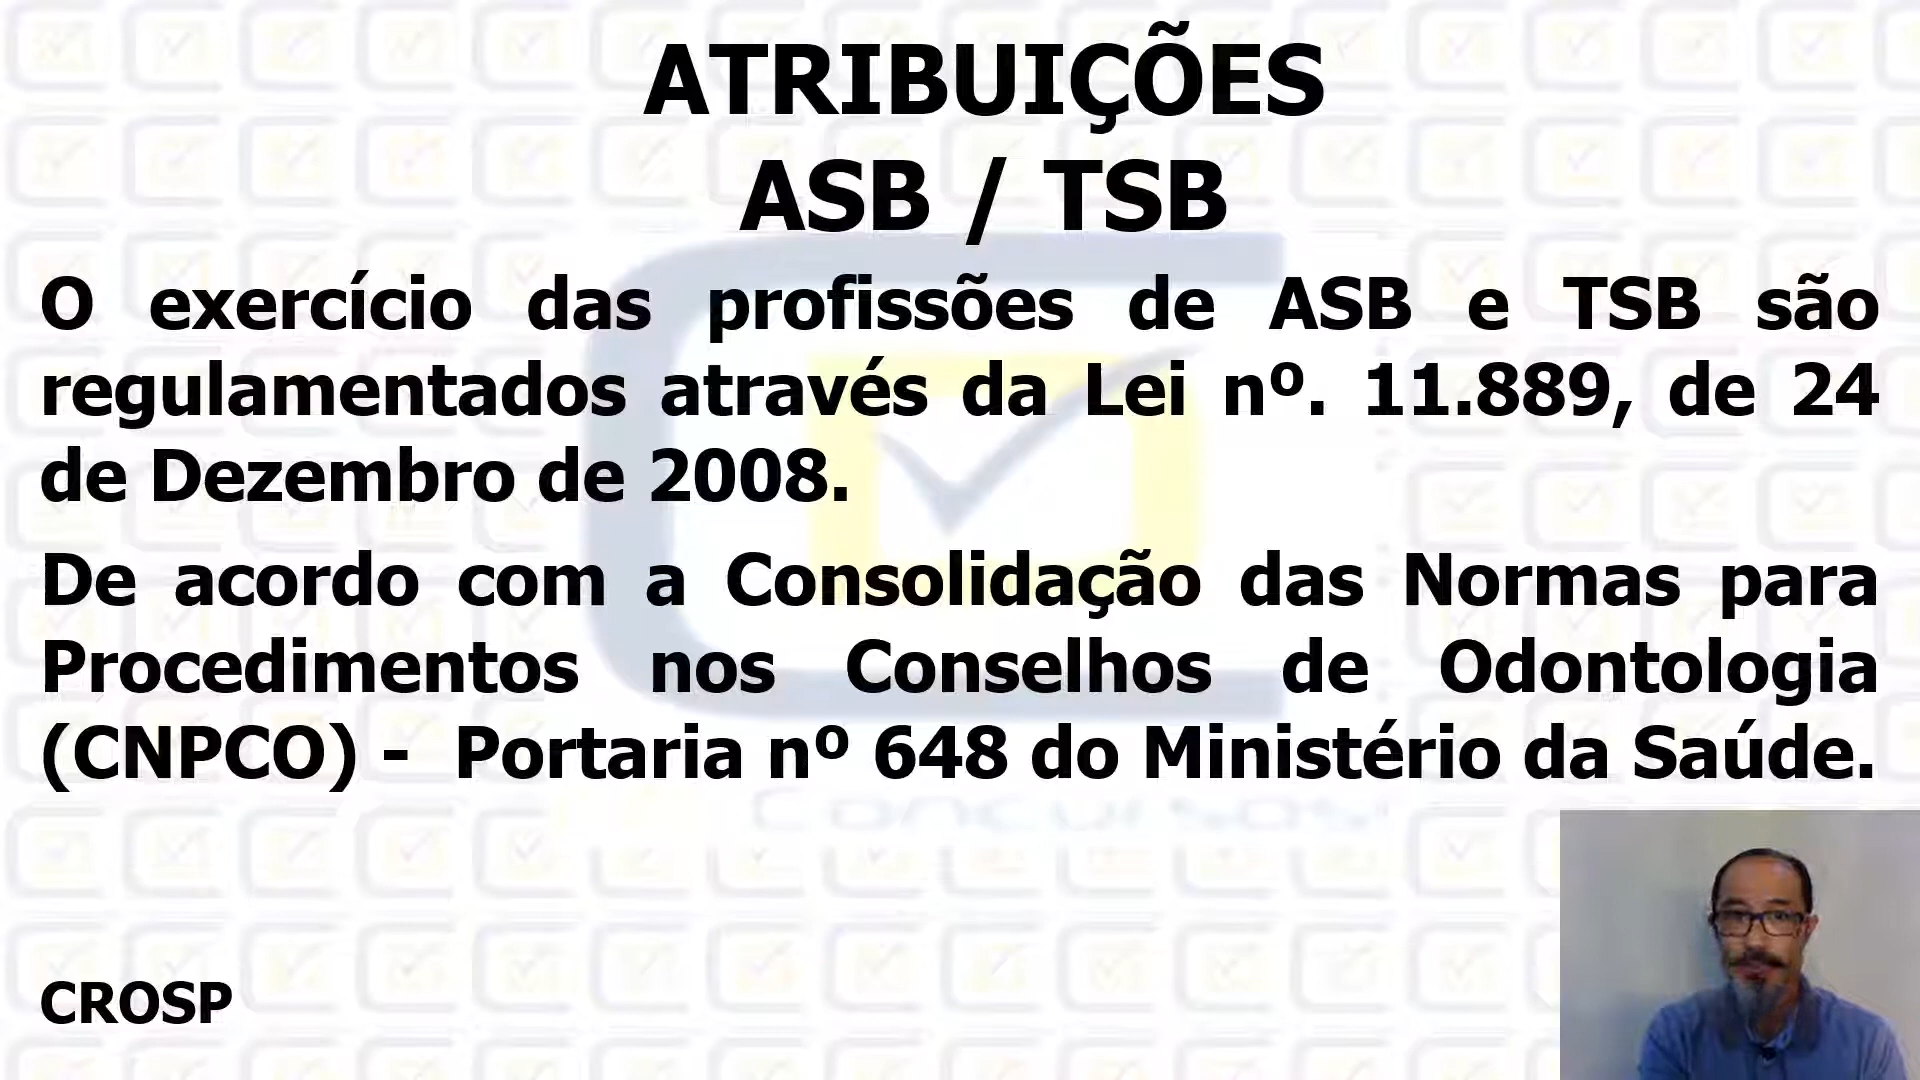 ATRIBUIÇÕES
ASB / TSB
O exercício das profissões de ASB e TSB são
regulamentados através da Lei nº. 11.889, de 24
de Dezembro de 2008.
De acordo com a Consolidação das Normas para
Procedimentos nos Conselhos de Odontologia
(CNPCO) - Portaria nº 648 do Ministério da Saúde.
Concursos
CROSP